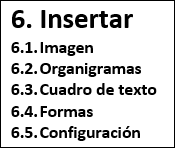 6. Insertar
6.1. Imagen
6.2. Organigramas
6.3. Cuadro de texto
6.4. Formas
6.5. Configuración